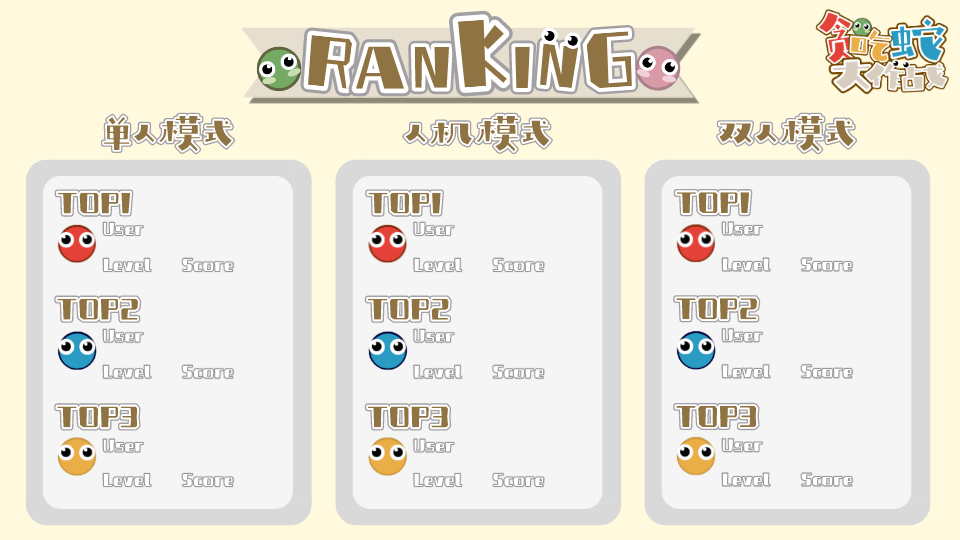 RANKING
贪吃蛇
大作战
单人模式
人机模式
双人模式
TOP1
User
Level Score
TOP2
User
Level Score
TOP3
User
Level Score
TOP1
User
Level Score
TOP2
User
Level Score
TOP3
User
Level Score
TOP1
User
Level Score
TOP2
User
Level Score
TOP3
User
Level Score